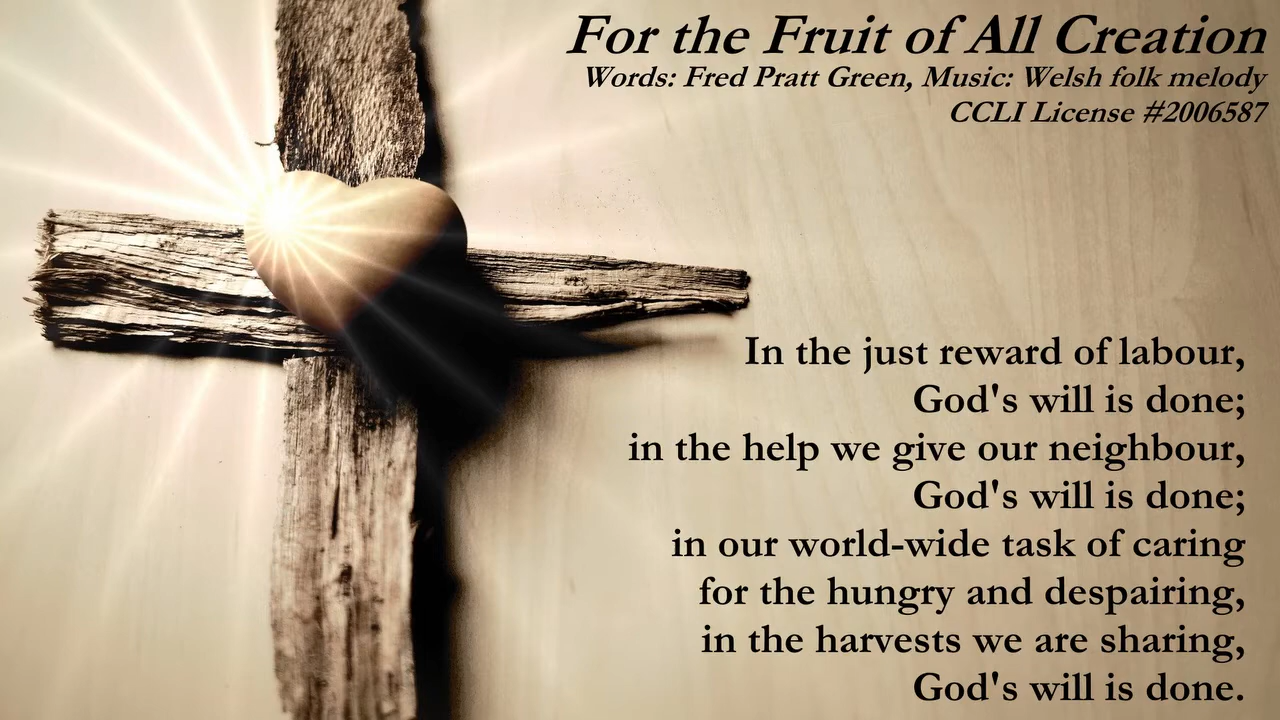 For the Fruit of All Creation
Words: Fred Pratt Green, Music: Welsh folk melody
CCLI License #2006587
In the just reward of labour,
God's will is done;
in the help we give our neighbour,
God's will is done;
in our world-wide task of caring
for the hungry and despairing,
in the harvests we are sharing,
God's will is done.